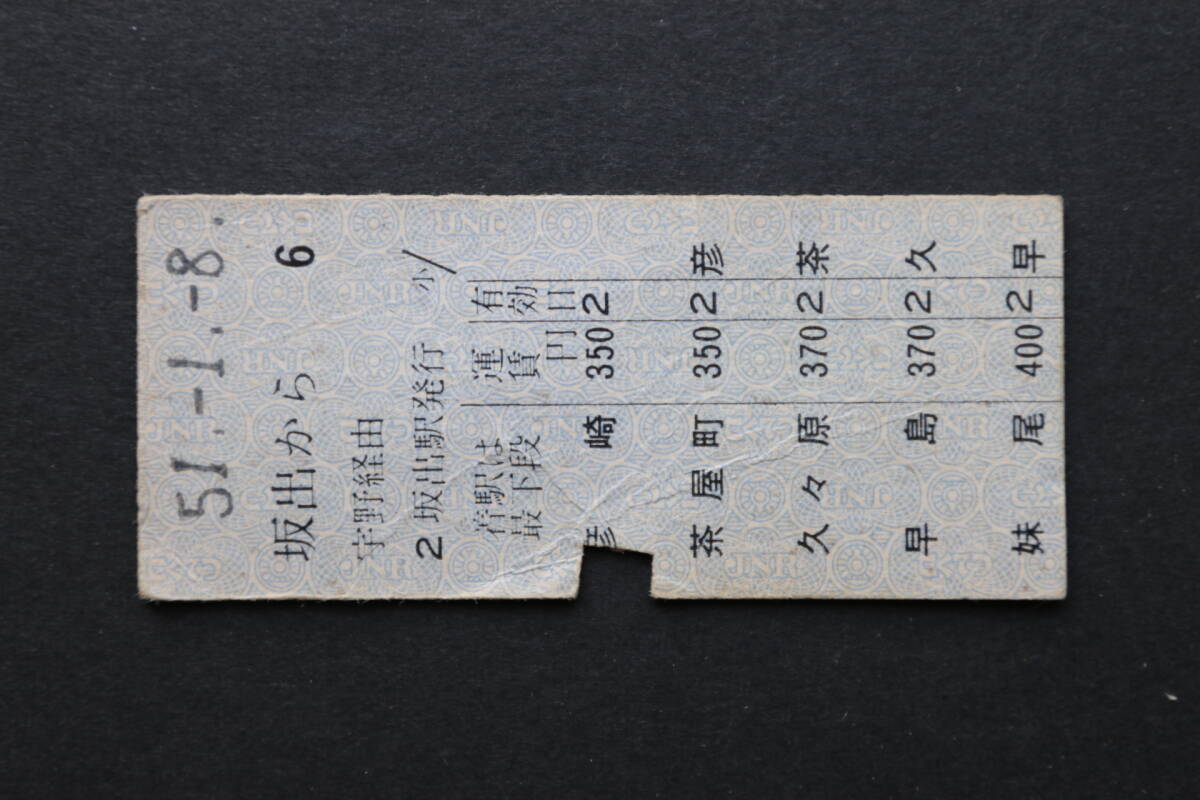 51.-1.-8.
坂出から 6
宇野経由
2 坂出駅発行 小
着駅は最下段 運賃 円 有効日
彦崎 350 2
茶屋町 350 2 彦
久々原 370 2 茶
早島 370 2 久
妹尾 400 2 早